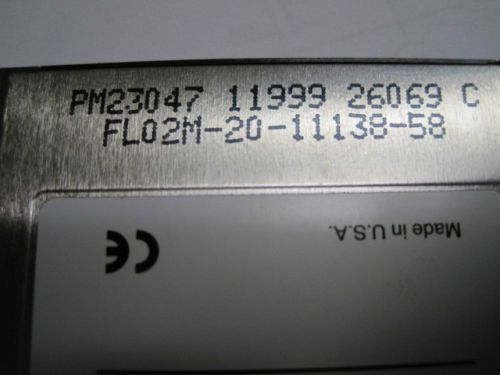 PM23047 11999 26069 C
FL02M-20-11138-58
Made in U.S.A.
CE